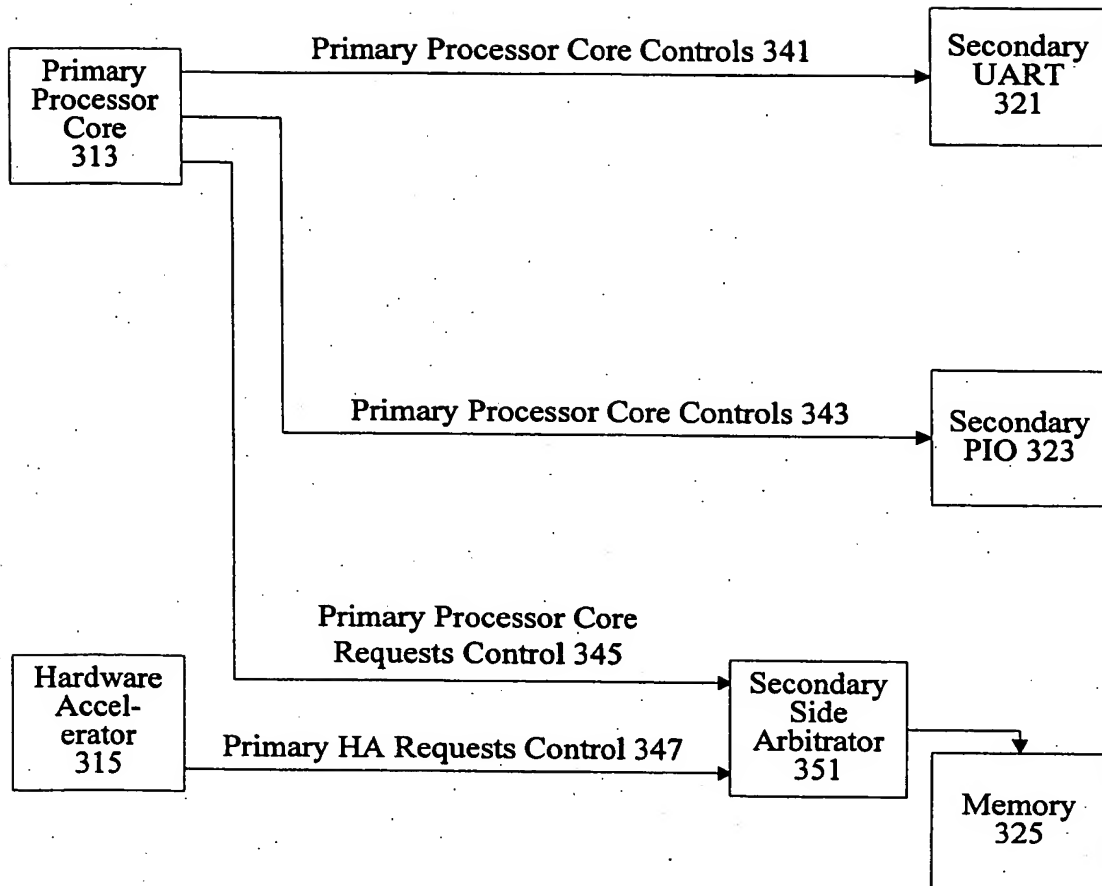 Primary
Processor
Core
313
Primary Processor Core Controls 341
Secondary
UART
321
Primary Processor Core Controls 343
Secondary
PIO 323
Primary Processor Core
Requests Control 345
Hardware
Accel-
erator
315
Primary HA Requests Control 347
Secondary
Side
Arbitrator
351
Memory
325